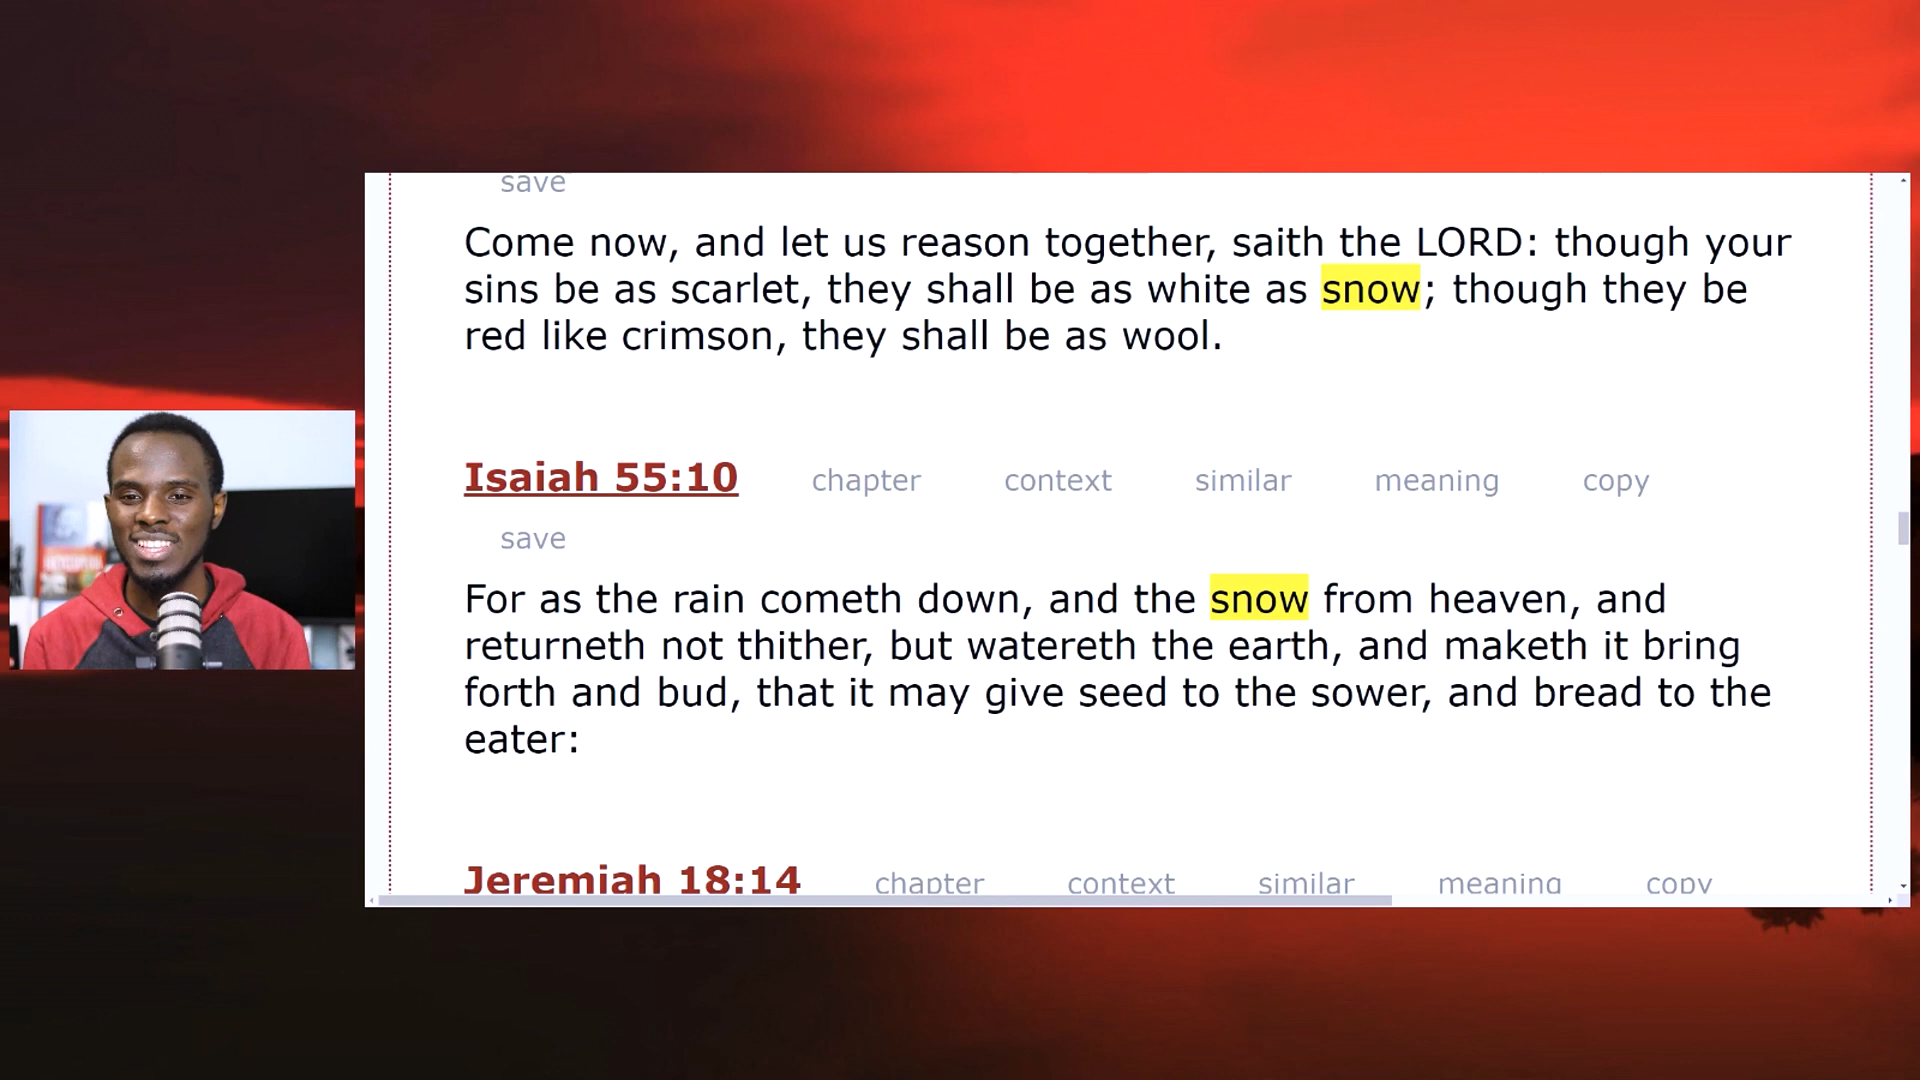 save
Come now, and let us reason together, saith the LORD: though your
sins be as scarlet, they shall be as white as snow; though they be
red like crimson, they shall be as wool.
Isaiah 55:10 chapter context similar meaning copy
save
For as the rain cometh down, and the snow from heaven, and
returneth not thither, but watereth the earth, and maketh it bring
forth and bud, that it may give seed to the sower, and bread to the
eater:
Jeremiah 18:14 chapter context similar meaning copy